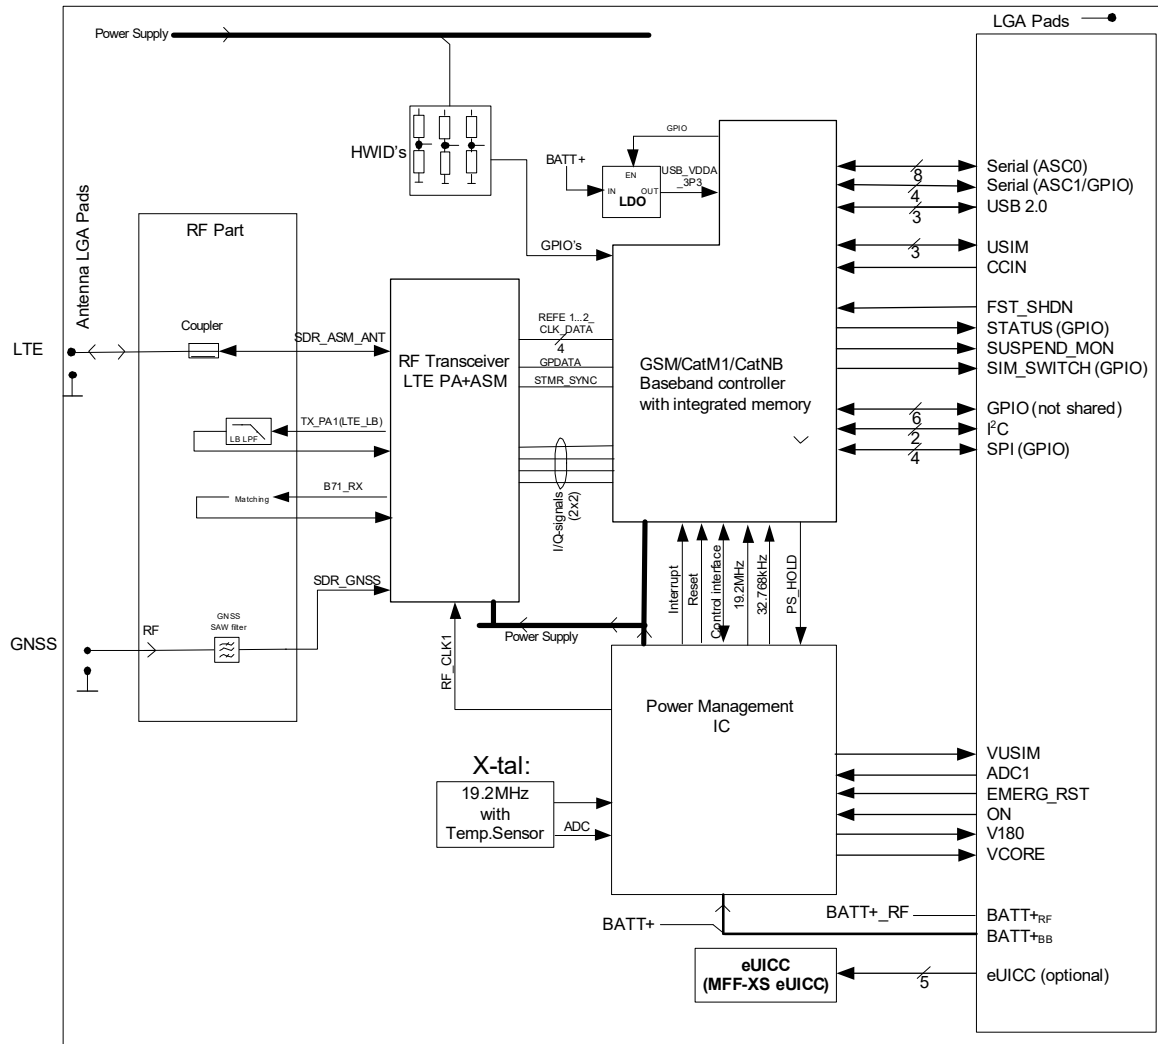 LGA Pads
Power Supply
HWID's
GPIO
BATT+
EN
IN
OUT
LDO
USB_VDDA
_3P3
GPIO's
Serial (ASC0)
8
Serial (ASC1/GPIO)
4
USB 2.0
3
USIM
3
CCIN
FST_SHDN
STATUS (GPIO)
SUSPEND_MON
SIM_SWITCH (GPIO)
GPIO (not shared)
6
I²C
2
SPI (GPIO)
4
Antenna LGA Pads
RF Part
LTE
Coupler
SDR_ASM_ANT
RF Transceiver
LTE PA+ASM
REFE 1...2_
CLK_DATA
4
GPDATA
STMR_SYNC
GSM/CatM1/CatNB
Baseband controller
with integrated memory
TX_PA1(LTE_LB)
LB LPF
B71_RX
Matching
I/Q-signals
(2x2)
SDR_GNSS
GNSS
RF
GNSS
SAW filter
RF_CLK1
Power Supply
Interrupt
Reset
Control interface
19.2MHz
32.768kHz
PS_HOLD
Power Management
IC
X-tal:
19.2MHz
with
Temp.Sensor
ADC
VUSIM
ADC1
EMERG_RST
ON
V180
VCORE
BATT+
BATT+_RF
BATT+RF
BATT+BB
eUICC
(MFF-XS eUICC)
5
eUICC (optional)